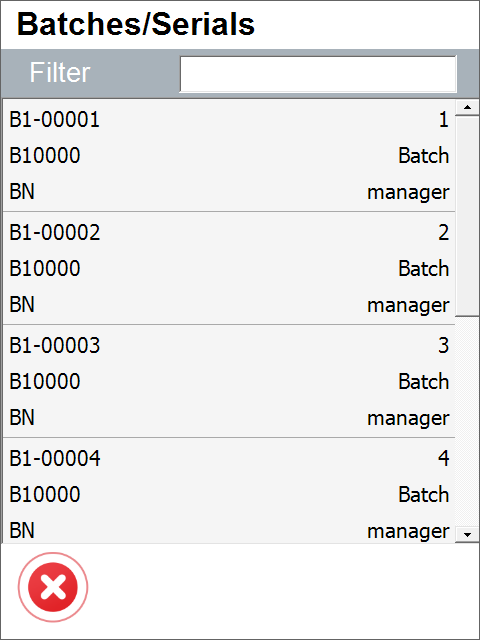 Batches/Serials
Filter
B1-00001 1
B10000 Batch
BN manager
B1-00002 2
B10000 Batch
BN manager
B1-00003 3
B10000 Batch
BN manager
B1-00004 4
B10000 Batch
BN manager